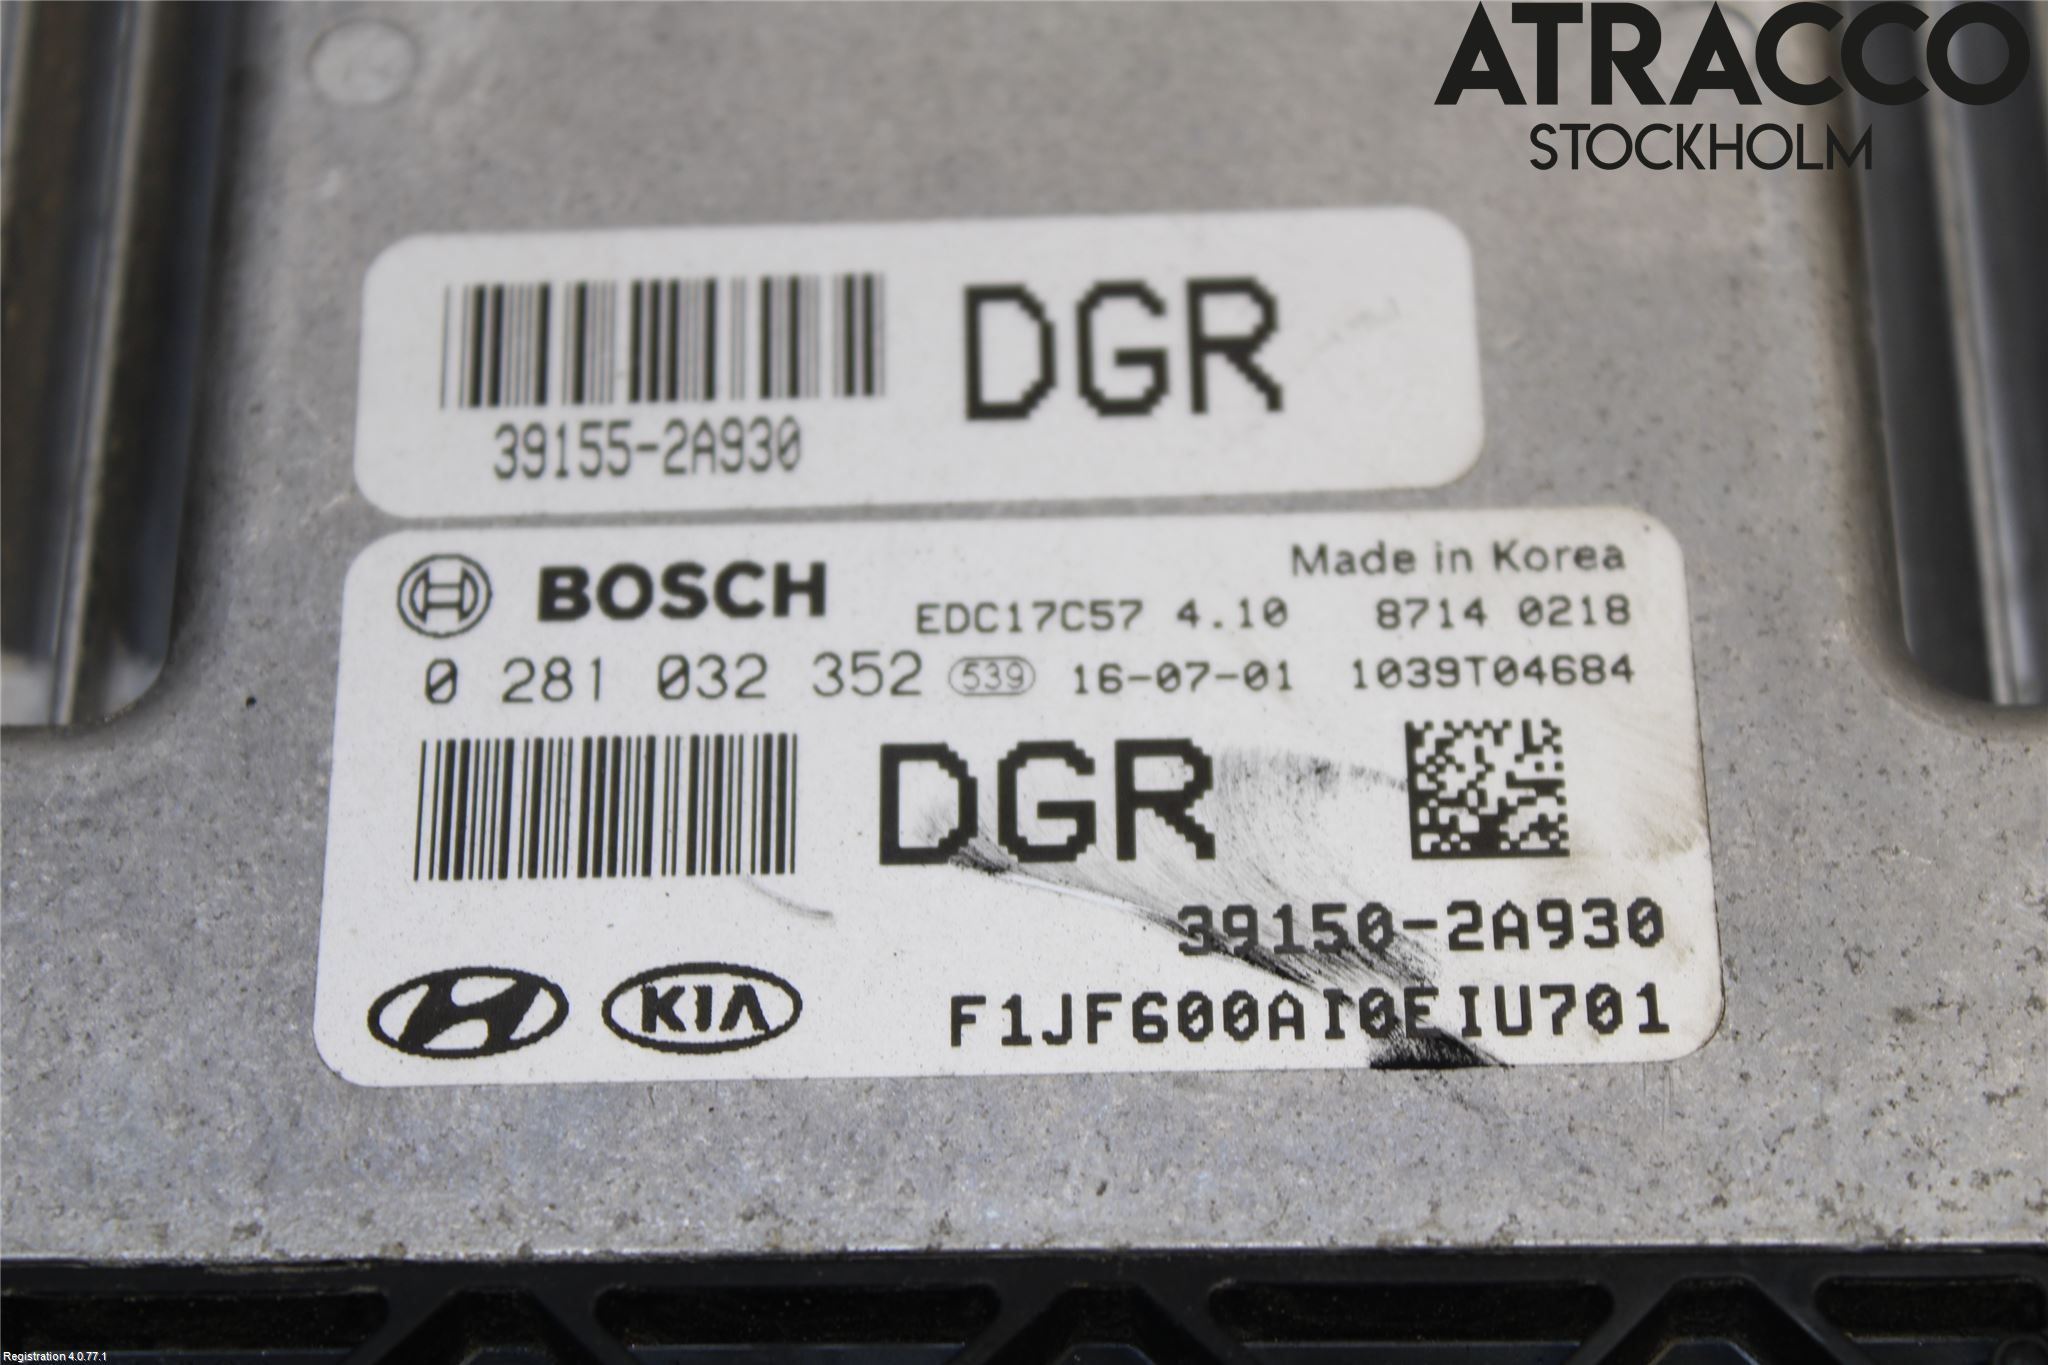 ATRACCO
STOCKHOLM
DGR
39155-2A930
Made in Korea
BOSCH EDC17C57 4.10 8714 0218
0 281 032 352 539 16-07-01 1039T04684
DGR
39150-2A930
KIA F1JF600AI0EIU701
Registration 4.0.77.1